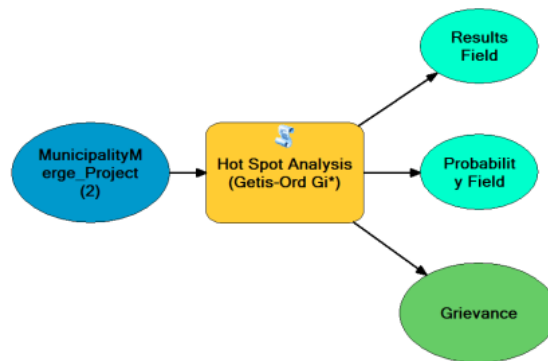 Results
Field
MunicipalityM
erge_Project
(2)
Hot Spot Analysis
(Getis-Ord Gi*)
Probabilit
y Field
Grievance